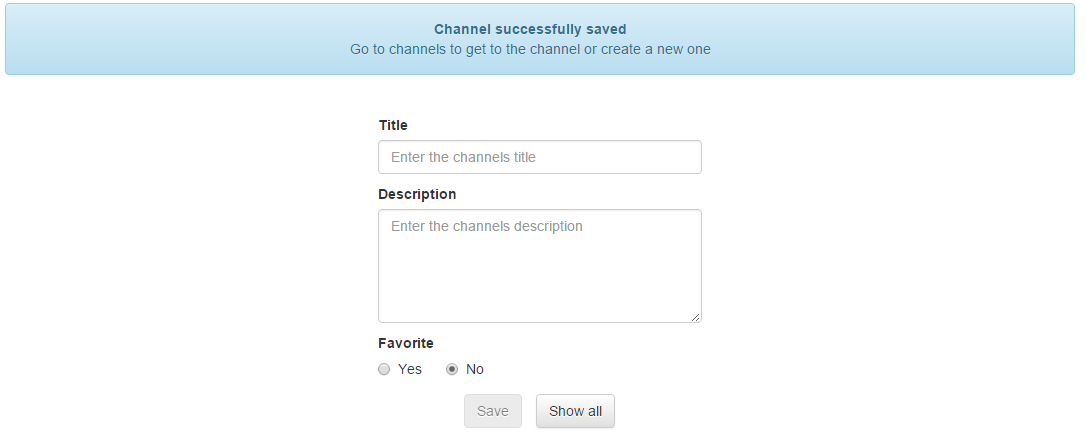 Channel successfully saved
Go to channels to get to the channel or create a new one
Title
Enter the channels title
Description
Enter the channels description
Favorite
Yes No
Save Show all